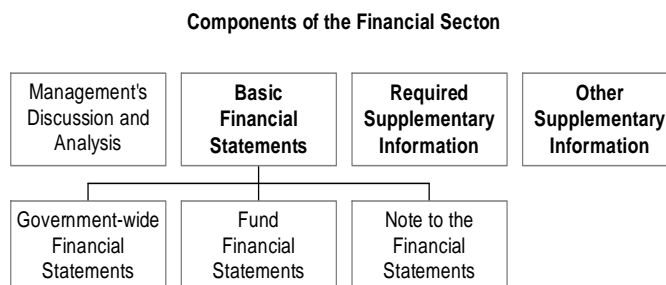 Components of the Financial Secton
Management's
Discussion and
Analysis
Basic
Financial
Statements
Required
Supplementary
Information
Other
Supplementary
Information
Government-wide
Financial
Statements
Fund
Financial
Statements
Note to the
Financial
Statements